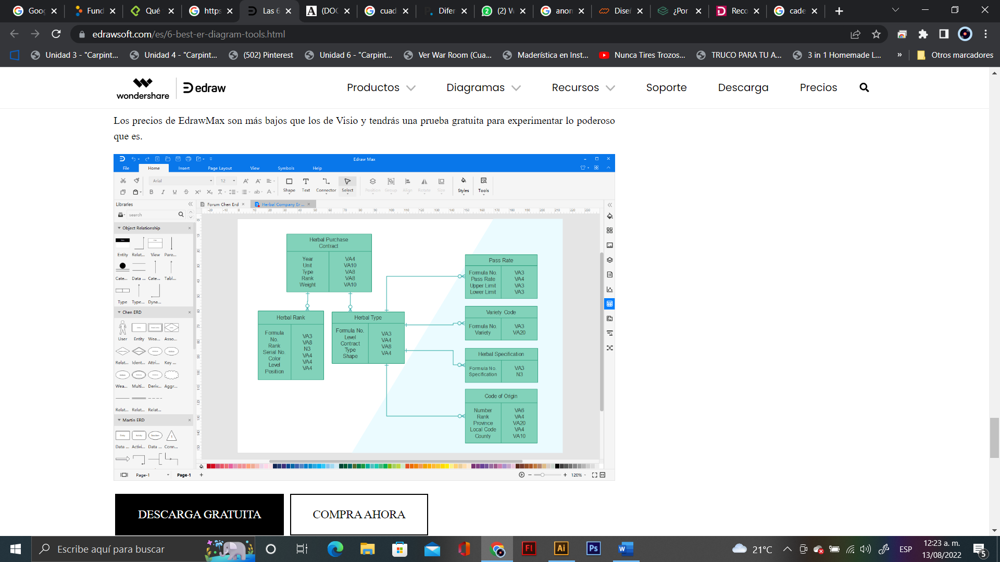 Goog
Fund
Qué
https
Las 6
(DOC
cuad
Difer
(2) W
anon
Diseñ
¿Por
Reco
cade
edrawsoft.com/es/6-best-er-diagram-tools.html
Unidad 3 - "Carpint...
Unidad 4 - "Carpint...
(502) Pinterest
Unidad 6 - "Carpint...
Ver War Room (Cua...
Maderística en Inst...
Nunca Tires Trozos...
TRUCO PARA TU A...
3 in 1 Homemade L...
»
Otros marcadores
wondershare
edraw
Productos
Diagramas
Recursos
Soporte
Descarga
Precios
Los precios de EdrawMax son más bajos que los de Visio y tendrás una prueba gratuita para experimentar lo poderoso
que es.
Edraw Max
File
Home
Insert
Page Layout
View
Symbols
Help
Arial
12
Shape
Text
Connector
Select
Position
Group
Align
Rotate
Size
Styles
Tools
Libraries
search
Forum Chen Erd
Herbal Company Er ...
Object Relationship
Entity Relat... View Pare...
Cate... Data ... Cate... Tabl...
Type Type... Dyna...
Chen ERD
User Entity Wea... Asso...
Relat... Ident... Attri... Key ...
Wea... Multi... Deriv... Aggr...
Relat... Relat... Relat...
Martin ERD
Data ... Activi... Data ... Conn...
Herbal Purchase
Contract
Year VA4
Unit VA10
Type VA8
Rank VA8
Weight VA10
Herbal Rank
Formula
No.
Rank
Serial No.
Color
Level
Position
VA3
VA8
N3
VA4
VA4
VA4
Herbal Type
Formula No.
Level
Contract
Type
Shape
VA3
VA4
VA8
VA4
Pass Rate
Formula No. VA3
Pass Rate VA4
Upper Limit VA3
Lower Limit VA3
Variety Code
Formula No. VA3
Variety VA20
Herbal Specification
Formula No. VA3
Specification N3
Code of Origin
Number VA6
Rank VA4
Province VA20
Local Code VA4
County VA10
Page-1
Page-1
120%
DESCARGA GRATUITA
COMPRA AHORA
Escribe aquí para buscar
21°C
ESP
12:23 a. m.
13/08/2022
5